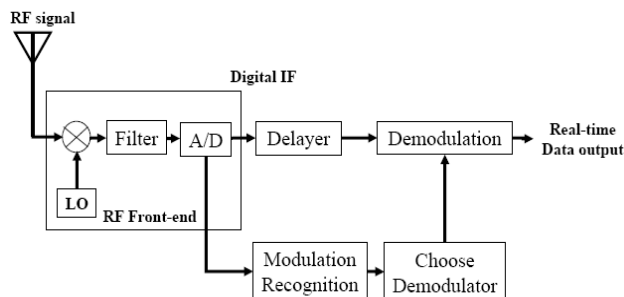 RF signal
Digital IF
Filter
A/D
Delayer
Demodulation
Real-time
Data output
LO
RF Front-end
Modulation
Recognition
Choose
Demodulator